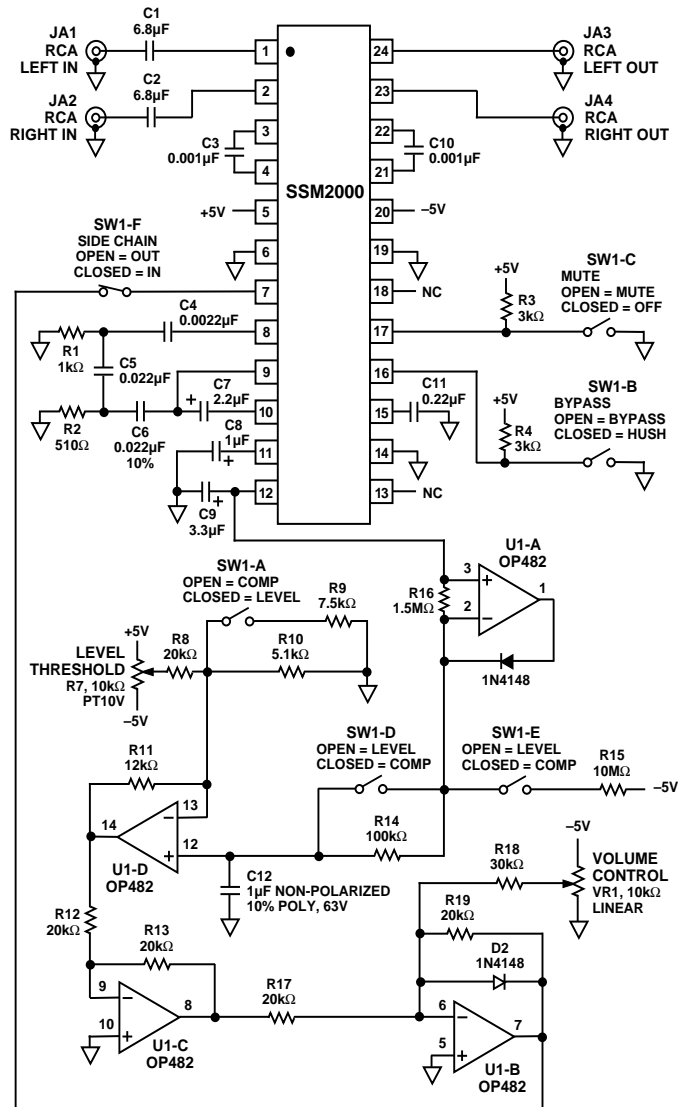 C1
6.8µF
JA1
RCA
LEFT IN
C2
6.8µF
JA2
RCA
RIGHT IN
C3
0.001µF
+5V
SSM2000
1
2
3
4
5
6
7
8
9
10
11
12
24
23
22
21
20
19
18
17
16
15
14
13
JA3
RCA
LEFT OUT
JA4
RCA
RIGHT OUT
C10
0.001µF
–5V
NC
SW1-C
MUTE
OPEN = MUTE
CLOSED = OFF
+5V
R3
3kΩ
SW1-B
BYPASS
OPEN = BYPASS
CLOSED = HUSH
+5V
R4
3kΩ
C11
0.22µF
NC
SW1-F
SIDE CHAIN
OPEN = OUT
CLOSED = IN
C4
0.0022µF
R1
1kΩ
C5
0.022µF
R2
510Ω
C6
0.022µF
10%
+
C7
2.2µF
C8
1µF
+
C9
3.3µF
+
U1-A
OP482
3
+
2
–
1
R16
1.5MΩ
1N4148
SW1-A
OPEN = COMP
CLOSED = LEVEL
R9
7.5kΩ
R10
5.1kΩ
+5V
LEVEL
THRESHOLD
R7, 10kΩ
PT10V
–5V
R8
20kΩ
SW1-D
OPEN = LEVEL
CLOSED = COMP
SW1-E
OPEN = LEVEL
CLOSED = COMP
R15
10MΩ
–5V
R11
12kΩ
14
13
–
12
+
U1-D
OP482
R14
100kΩ
C12
1µF NON-POLARIZED
10% POLY, 63V
R18
30kΩ
–5V
VOLUME
CONTROL
VR1, 10kΩ
LINEAR
R19
20kΩ
D2
1N4148
R12
20kΩ
R13
20kΩ
9
–
10
+
8
U1-C
OP482
R17
20kΩ
6
–
5
+
7
U1-B
OP482